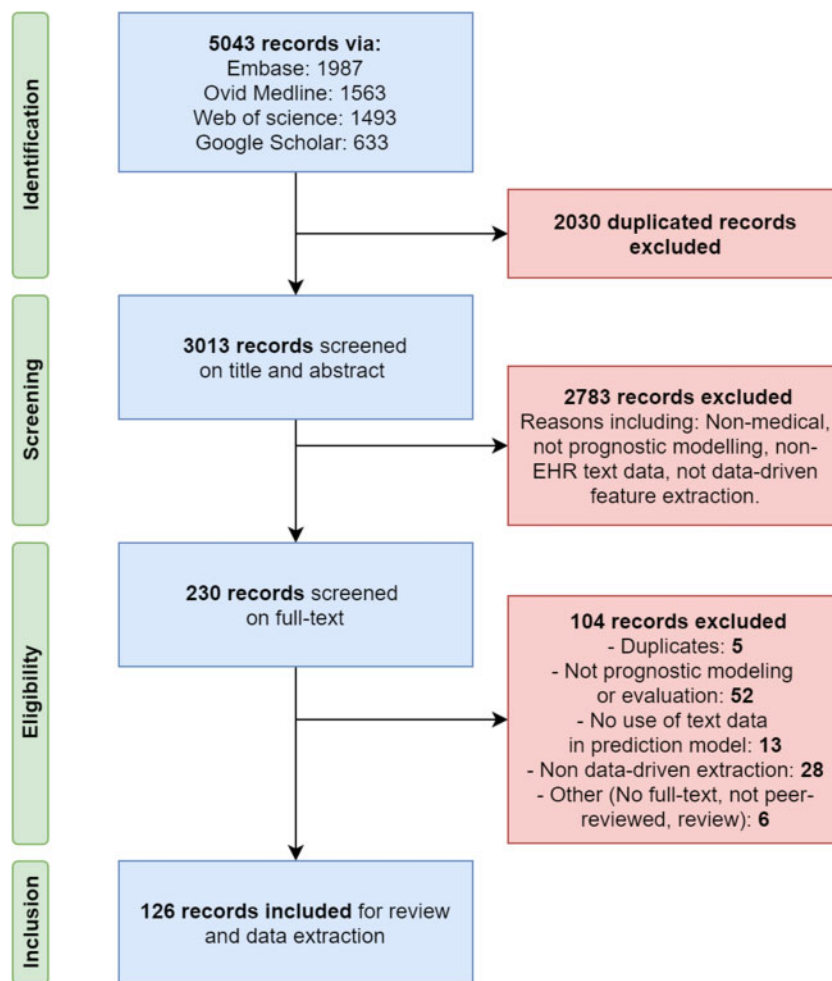 Identification
5043 records via:
Embase: 1987
Ovid Medline: 1563
Web of science: 1493
Google Scholar: 633
2030 duplicated records
excluded
Screening
3013 records screened
on title and abstract
2783 records excluded
Reasons including: Non-medical,
not prognostic modelling, non-
EHR text data, not data-driven
feature extraction.
Eligibility
230 records screened
on full-text
104 records excluded
- Duplicates: 5
- Not prognostic modeling
or evaluation: 52
- No use of text data
in prediction model: 13
- Non data-driven extraction: 28
- Other (No full-text, not peer-
reviewed, review): 6
Inclusion
126 records included for review
and data extraction